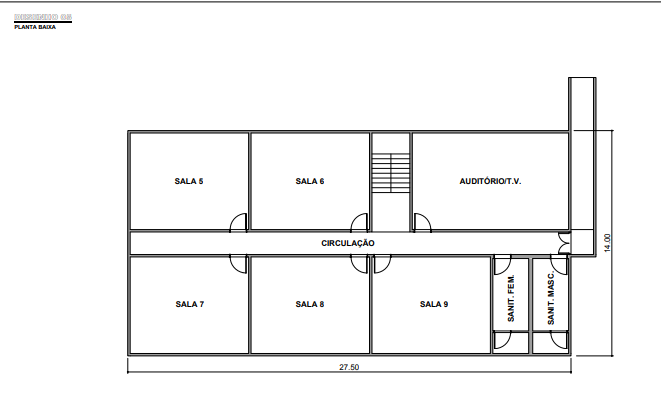 PLANTA BAIXA
SALA 5
SALA 6
AUDITÓRIO/T.V.
CIRCULAÇÃO
14.00
SALA 7
SALA 8
SALA 9
SANIT. FEM.
SANIT. MASC.
27.50